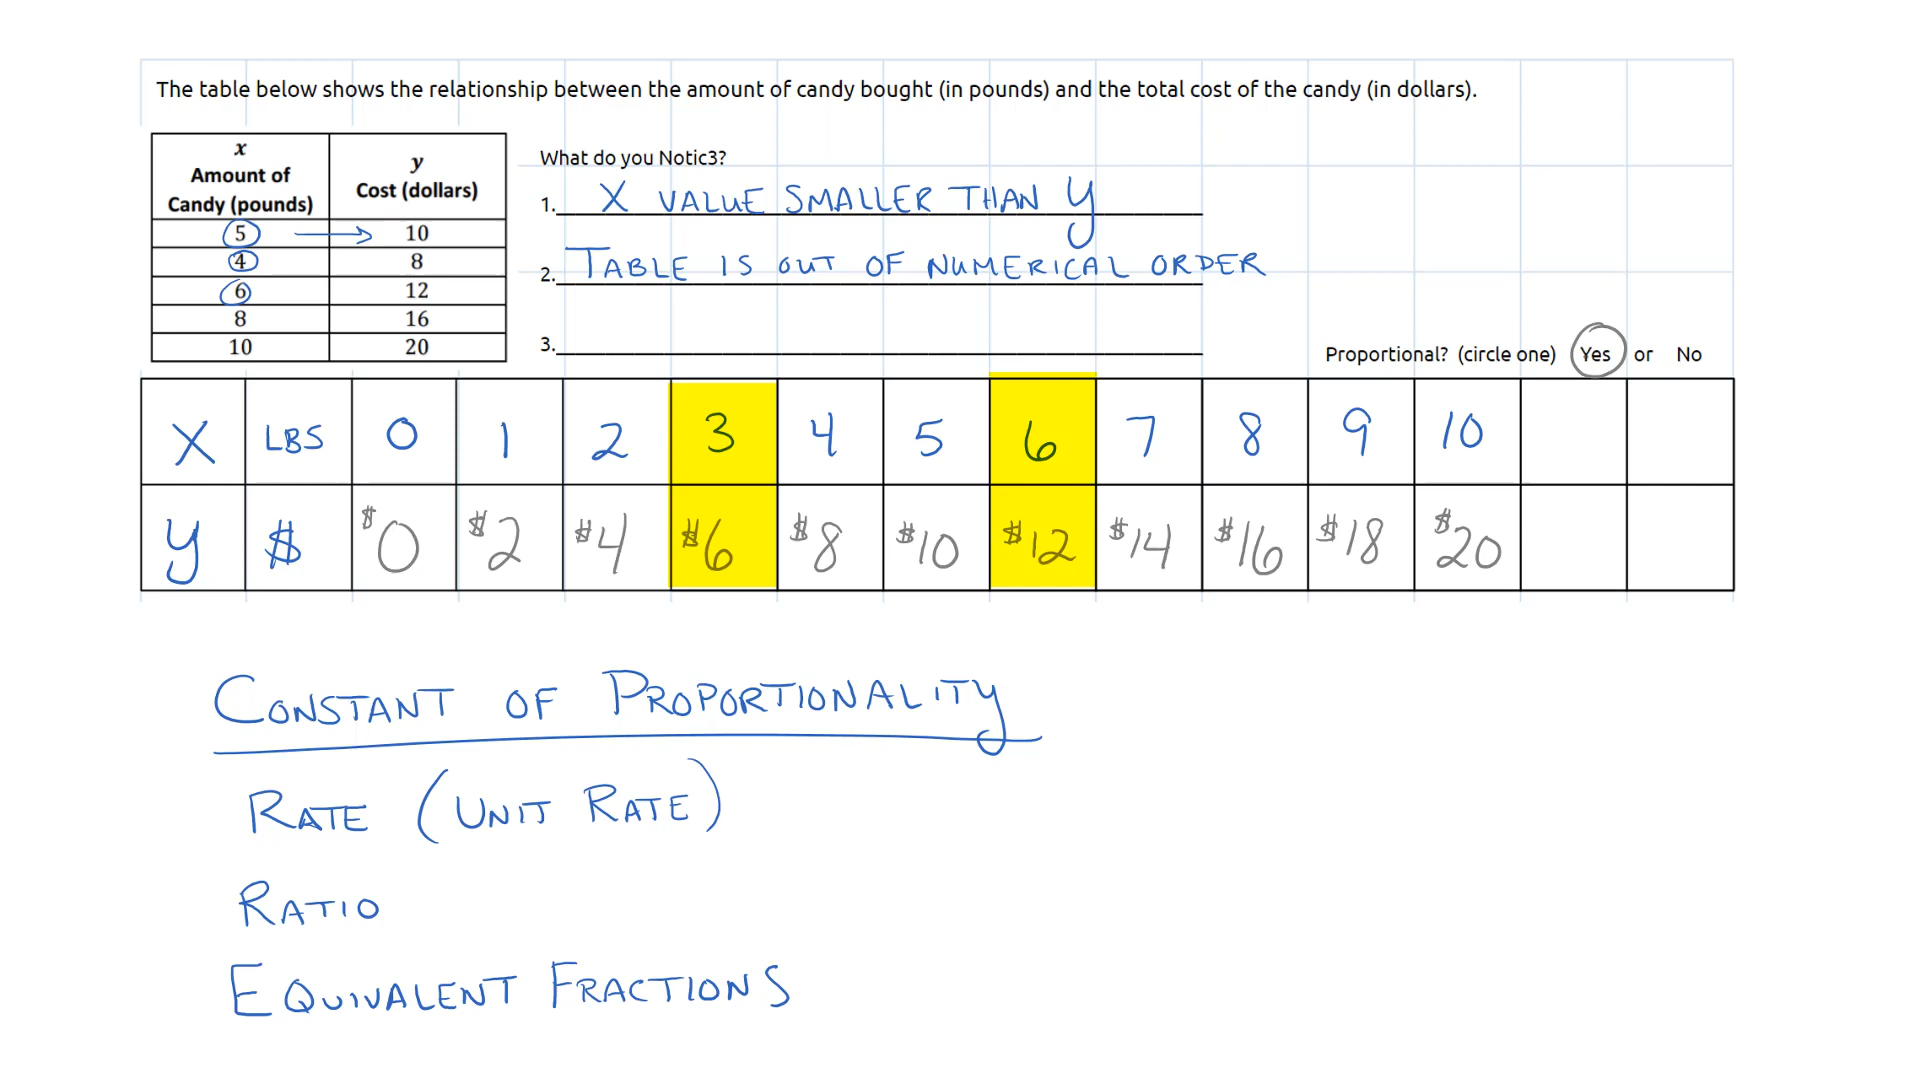 The table below shows the relationship between the amount of candy bought (in pounds) and the total cost of the candy (in dollars).
x
Amount of
Candy (pounds)
y
Cost (dollars)
5 → 10
4 8
6 12
8 16
10 20
What do you Notic3?
1. X VALUE SMALLER THAN y
2. TABLE IS OUT OF NUMERICAL ORDER
3.
Proportional? (circle one) Yes or No
X LBS 0 1 2 3 4 5 6 7 8 9 10
y $ $0 $2 $4 $6 $8 $10 $12 $14 $16 $18 $20
CONSTANT OF PROPORTIONALITY
RATE (UNIT RATE)
RATIO
EQUIVALENT FRACTIONS